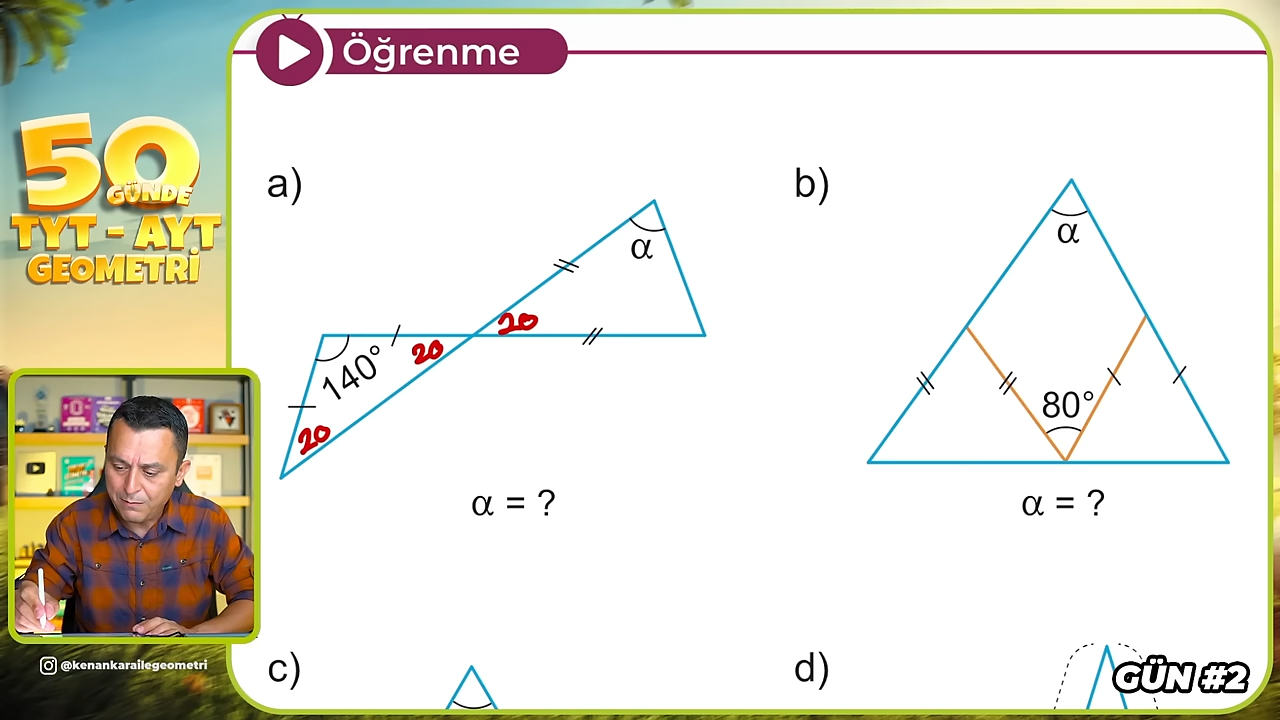 Öğrenme
50
GÜNDE
TYT - AYT
GEOMETRİ
a)
α
20
20
140°
20
α = ?
b)
α
80°
α = ?
c)
d)
GÜN #2
@kenankarailegeometri